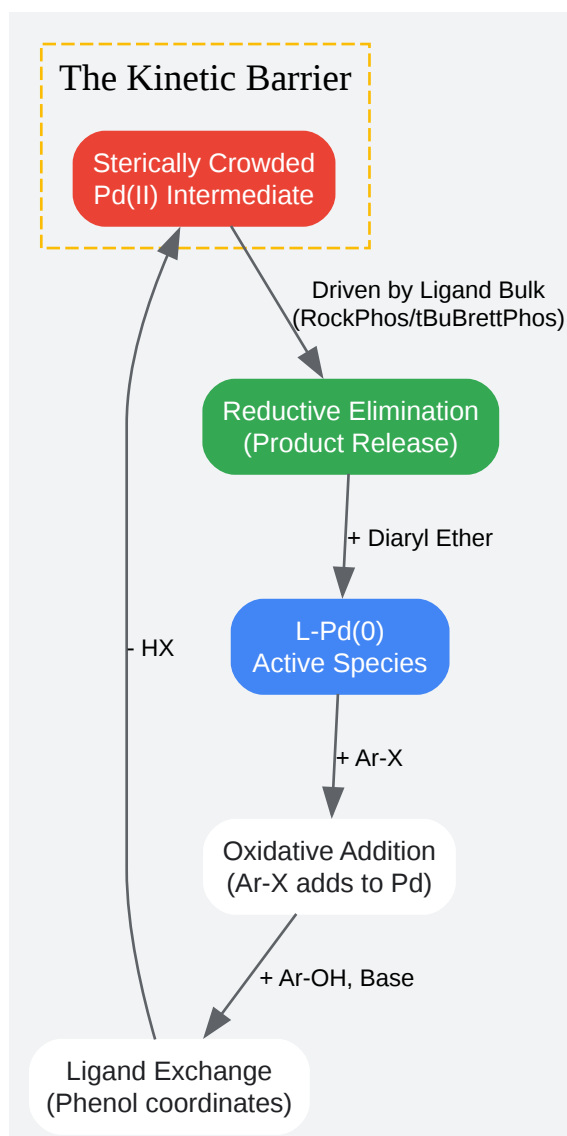 The Kinetic Barrier
Sterically Crowded
Pd(II) Intermediate
Driven by Ligand Bulk
(RockPhos/tBuBrettPhos)
Reductive Elimination
(Product Release)
+ Diaryl Ether
L-Pd(0)
Active Species
- HX
+ Ar-X
Oxidative Addition
(Ar-X adds to Pd)
+ Ar-OH, Base
Ligand Exchange
(Phenol coordinates)